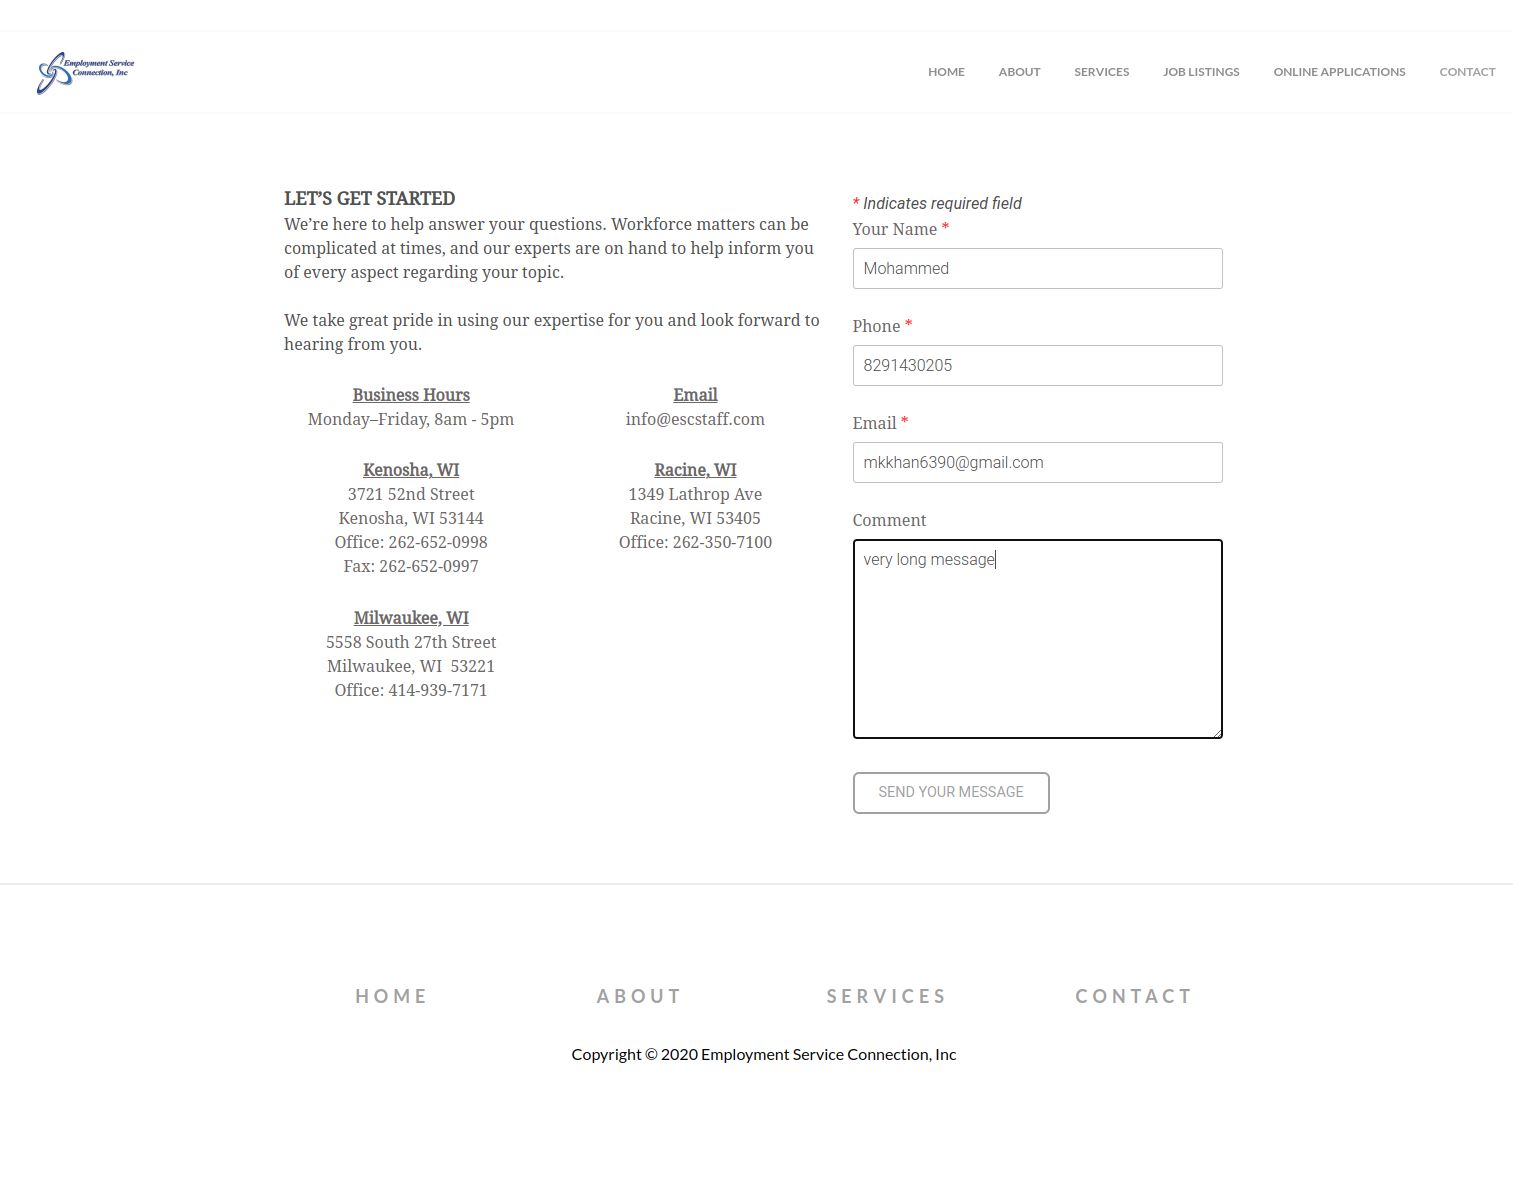 Employment Service
Connection, Inc
HOME ABOUT SERVICES JOB LISTINGS ONLINE APPLICATIONS CONTACT
LET’S GET STARTED
We’re here to help answer your questions. Workforce matters can be
complicated at times, and our experts are on hand to help inform you
of every aspect regarding your topic.
We take great pride in using our expertise for you and look forward to
hearing from you.
Business Hours
Monday–Friday, 8am - 5pm
Email
info@escstaff.com
Kenosha, WI
3721 52nd Street
Kenosha, WI 53144
Office: 262-652-0998
Fax: 262-652-0997
Racine, WI
1349 Lathrop Ave
Racine, WI 53405
Office: 262-350-7100
Milwaukee, WI
5558 South 27th Street
Milwaukee, WI  53221
Office: 414-939-7171
* Indicates required field
Your Name *
Mohammed
Phone *
8291430205
Email *
mkkhan6390@gmail.com
Comment
very long message
SEND YOUR MESSAGE
HOME ABOUT SERVICES CONTACT
Copyright © 2020 Employment Service Connection, Inc